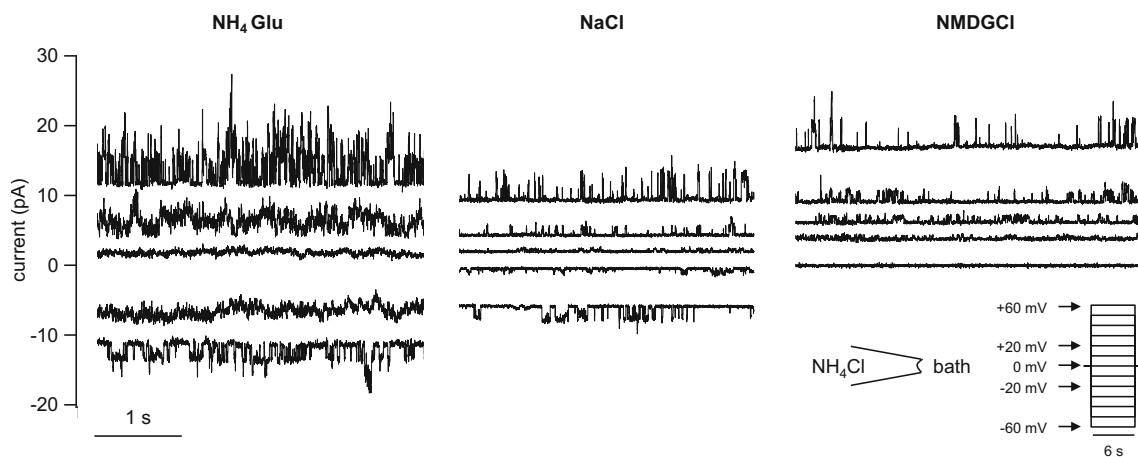 NH₄ Glu
NaCl
NMDGCl
30
20
10
0
-10
-20
current (pA)
1 s
NH₄Cl
bath
+60 mV
+20 mV
0 mV
-20 mV
-60 mV
6 s